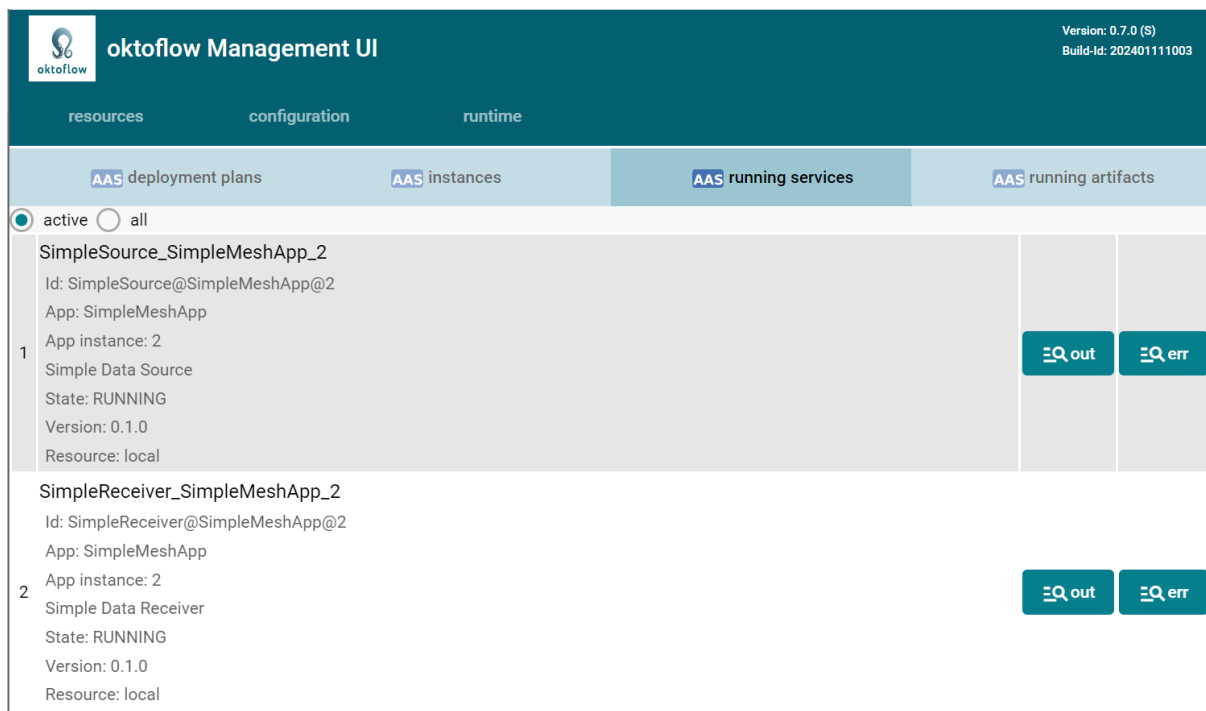 oktoflow
oktoflow Management UI
Version: 0.7.0 (S)
Build-Id: 202401111003
resources configuration runtime
AAS deployment plans AAS instances AAS running services AAS running artifacts
active all
SimpleSource_SimpleMeshApp_2
Id: SimpleSource@SimpleMeshApp@2
App: SimpleMeshApp
App instance: 2
1 out err
Simple Data Source
State: RUNNING
Version: 0.1.0
Resource: local
SimpleReceiver_SimpleMeshApp_2
Id: SimpleReceiver@SimpleMeshApp@2
App: SimpleMeshApp
App instance: 2
2 out err
Simple Data Receiver
State: RUNNING
Version: 0.1.0
Resource: local